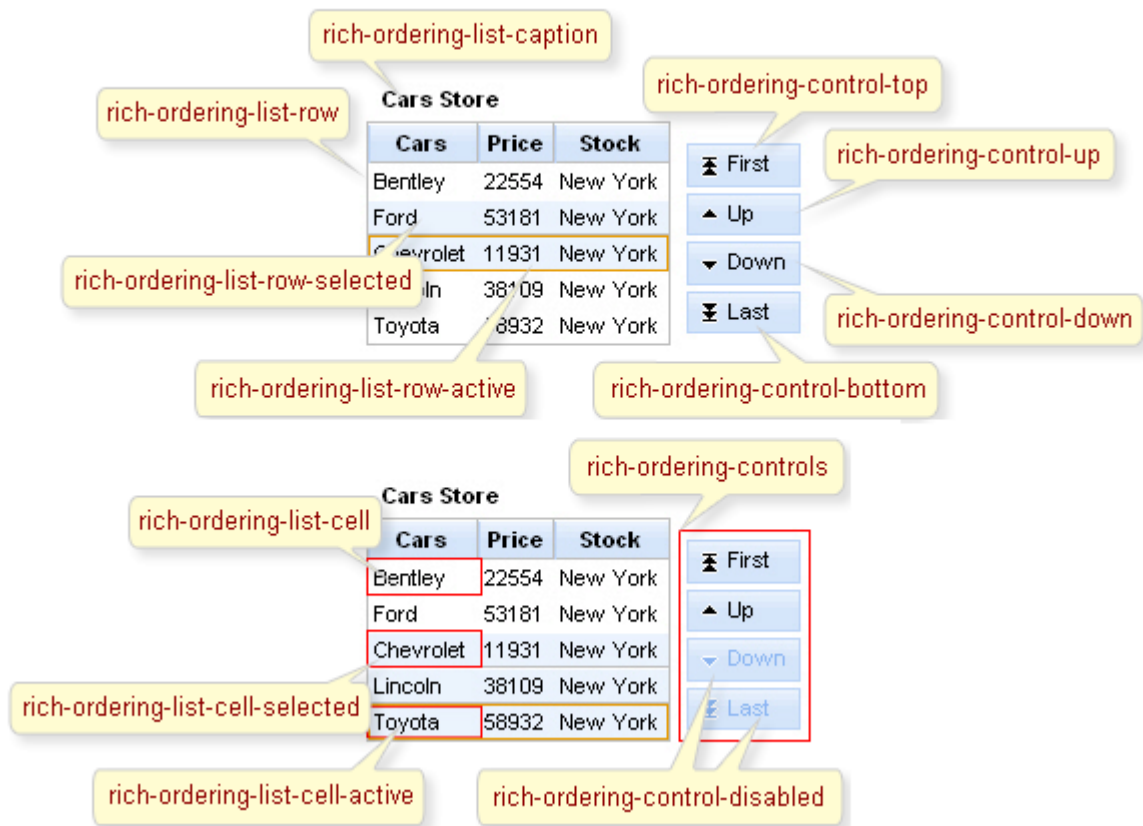 rich-ordering-list-caption
rich-ordering-control-top
Cars Store
rich-ordering-list-row
Cars Price Stock
First
rich-ordering-control-up
Bentley 22554 New York
Ford 53181 New York
Up
Chevrolet 11931 New York
Down
rich-ordering-list-row-selected
38109 New York
Last
rich-ordering-control-down
Toyota New York
rich-ordering-list-row-active
rich-ordering-control-bottom
rich-ordering-controls
Cars Store
rich-ordering-list-cell
Cars Price Stock
First
Bentley 22554 New York
Ford 53181 New York
Up
Chevrolet 11931 New York
Down
Lincoln 38109 New York
rich-ordering-list-cell-selected
Last
Toyota 58932 New York
rich-ordering-list-cell-active
rich-ordering-control-disabled